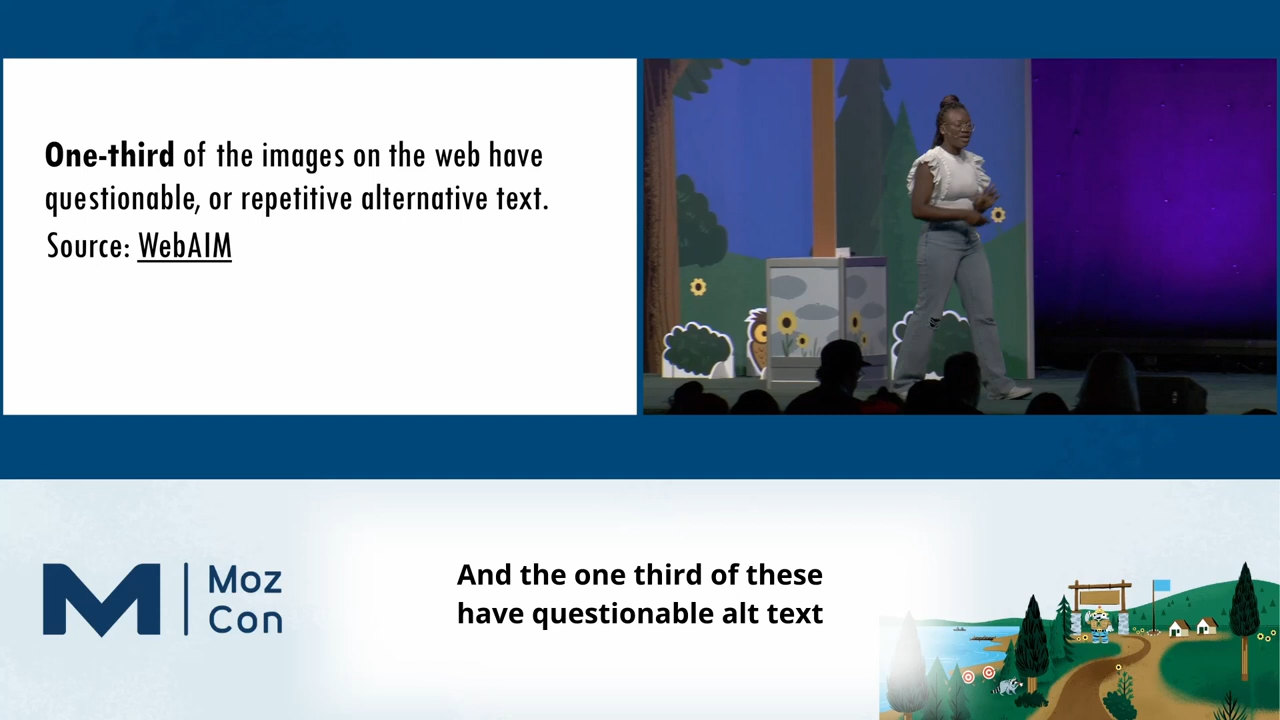 One-third of the images on the web have
questionable, or repetitive alternative text.
Source: WebAIM
Moz
Con
And the one third of these
have questionable alt text